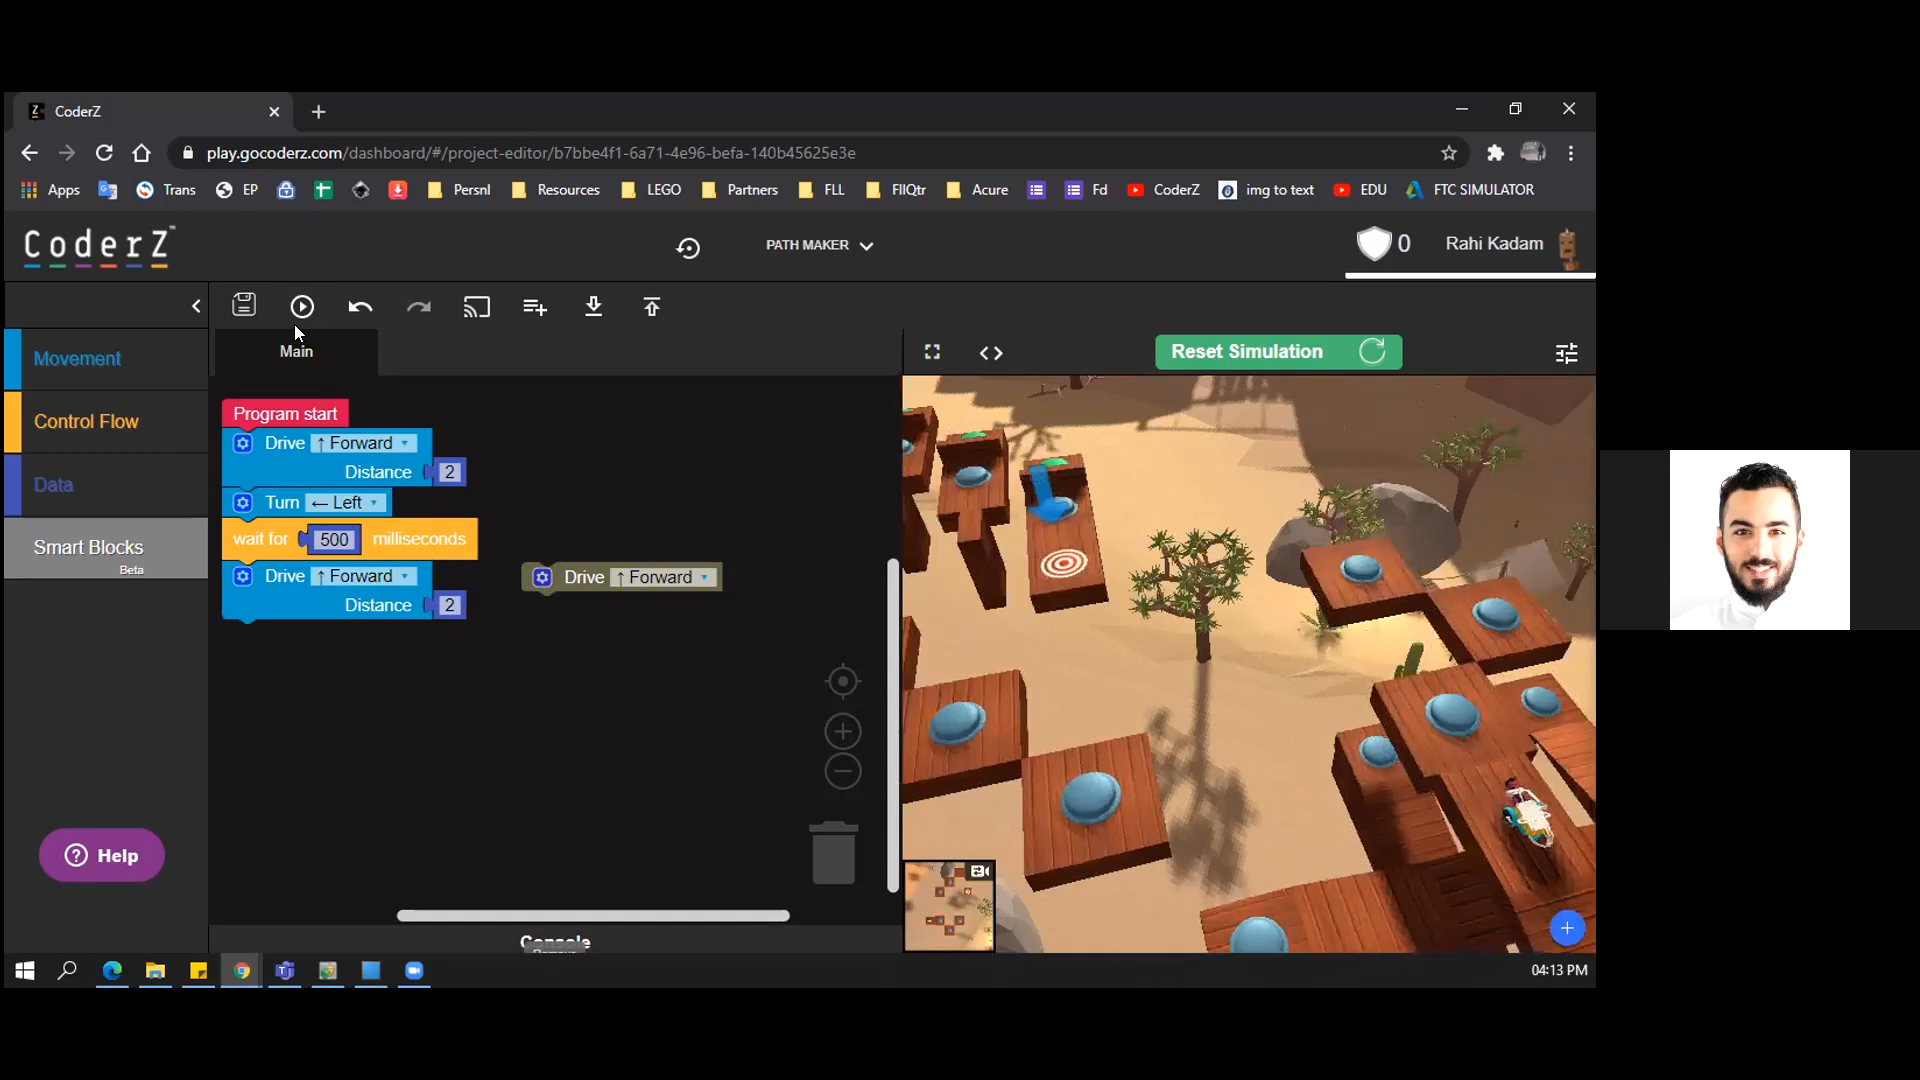 Z CoderZ
play.gocoderz.com/dashboard/#/project-editor/b7bbe4f1-6a71-4e96-befa-140b45625e3e
Apps Trans EP Persnl Resources LEGO Partners FLL FllQtr Acure Fd CoderZ img to text EDU FTC SIMULATOR
CoderZ PATH MAKER 0 Rahi Kadam
Main
Reset Simulation
Movement
Control Flow
Data
Smart Blocks
Beta
Help
Program start
Drive ↑ Forward
Distance 2
Turn ← Left
wait for 500 milliseconds
Drive ↑ Forward
Distance 2
Drive ↑ Forward
Console
04:13 PM